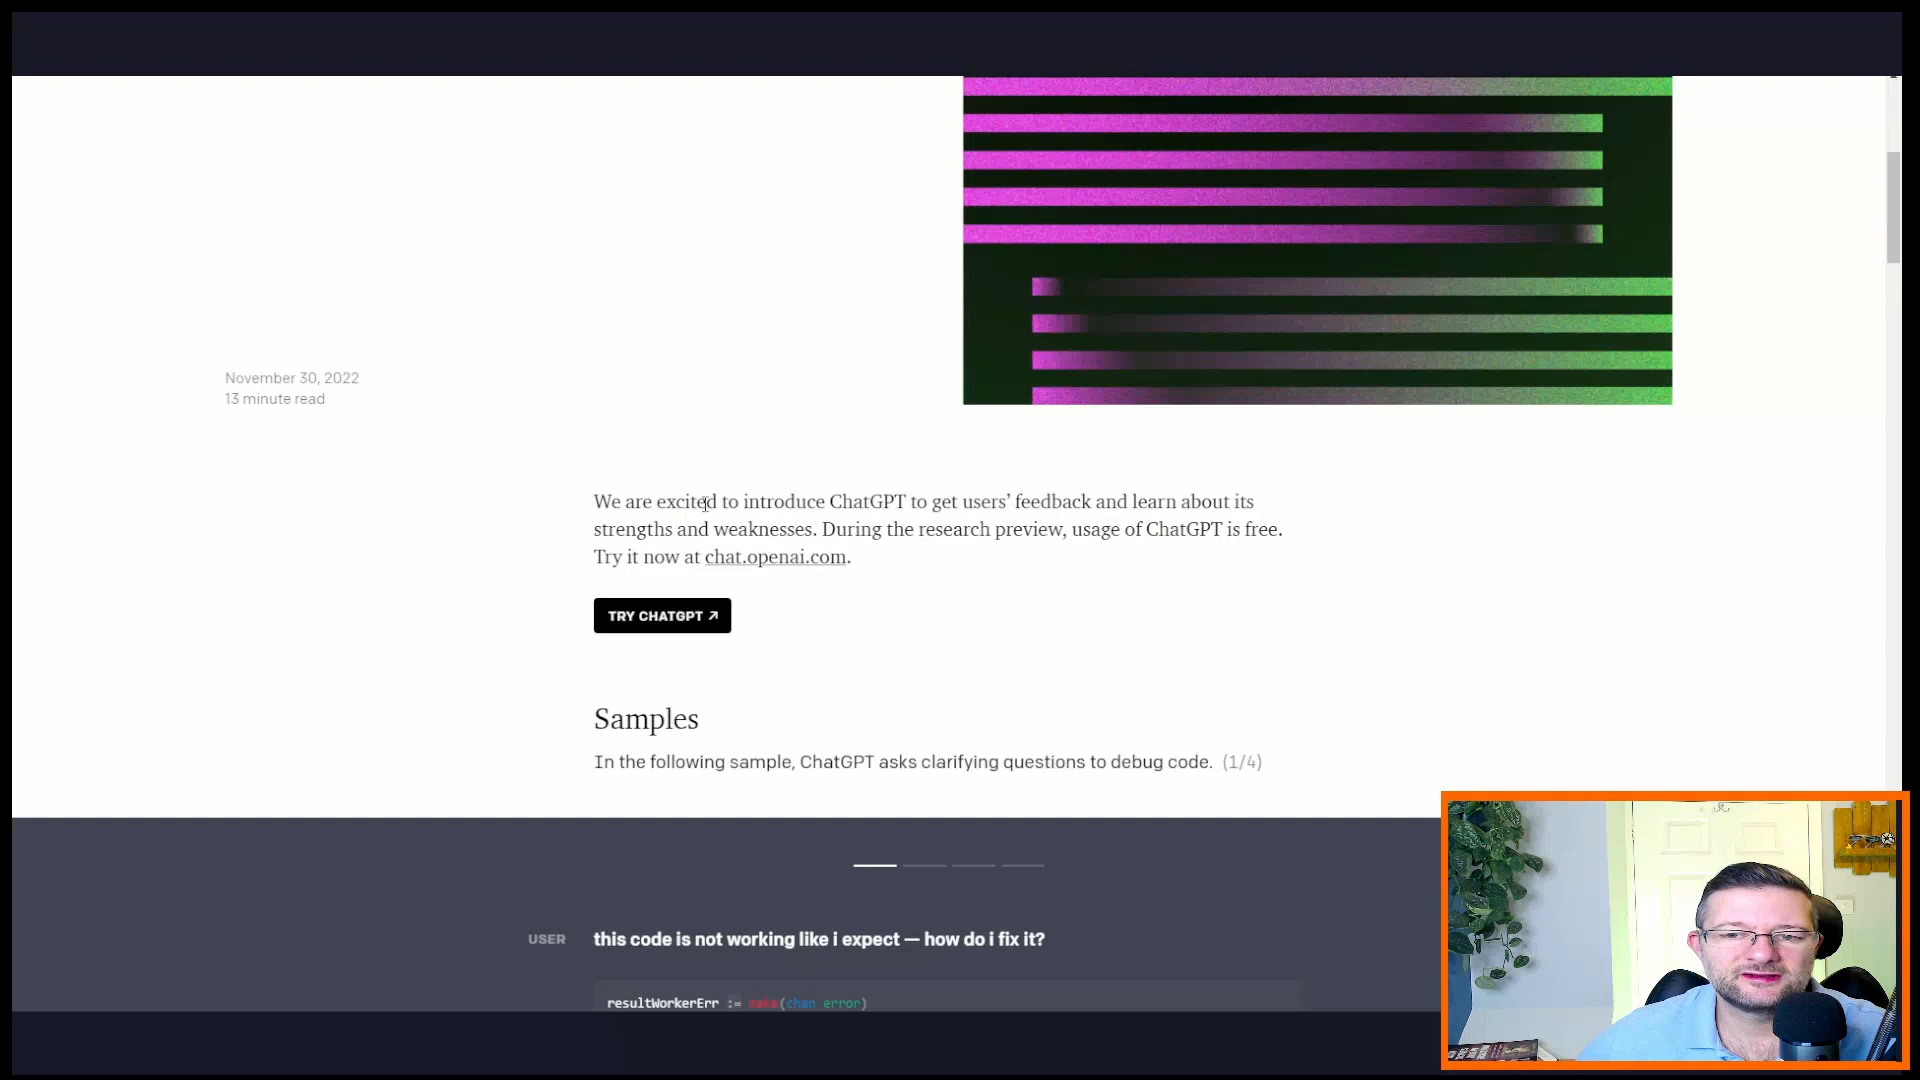 November 30, 2022
13 minute read
We are excited to introduce ChatGPT to get users’ feedback and learn about its
strengths and weaknesses. During the research preview, usage of ChatGPT is free.
Try it now at chat.openai.com.
TRY CHATGPT ↗
Samples
In the following sample, ChatGPT asks clarifying questions to debug code. (1/4)
USER this code is not working like i expect — how do i fix it?
resultWorkerErr := make(chan error)